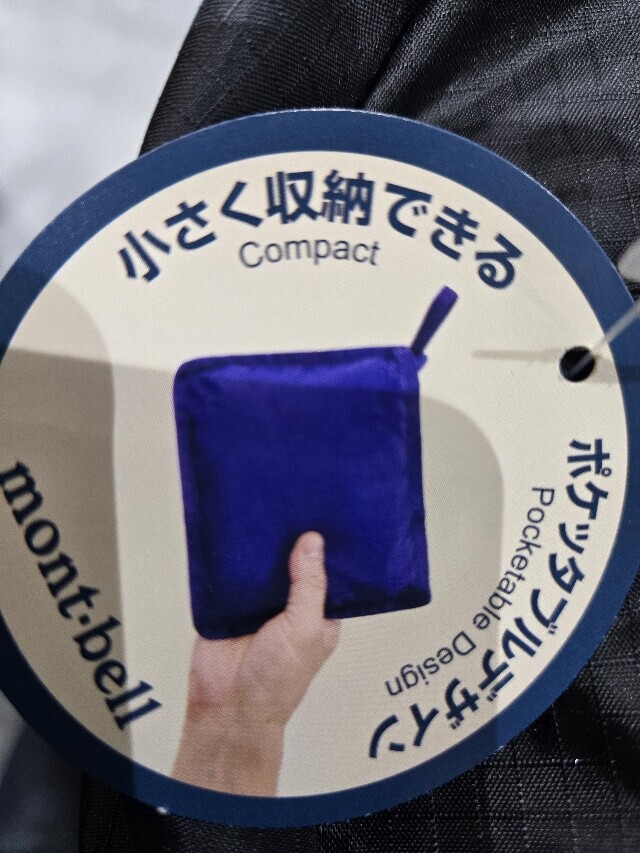 小さく収納できる
Compact
ポケッタブルデザイン
Pocketable Design
mont-bell